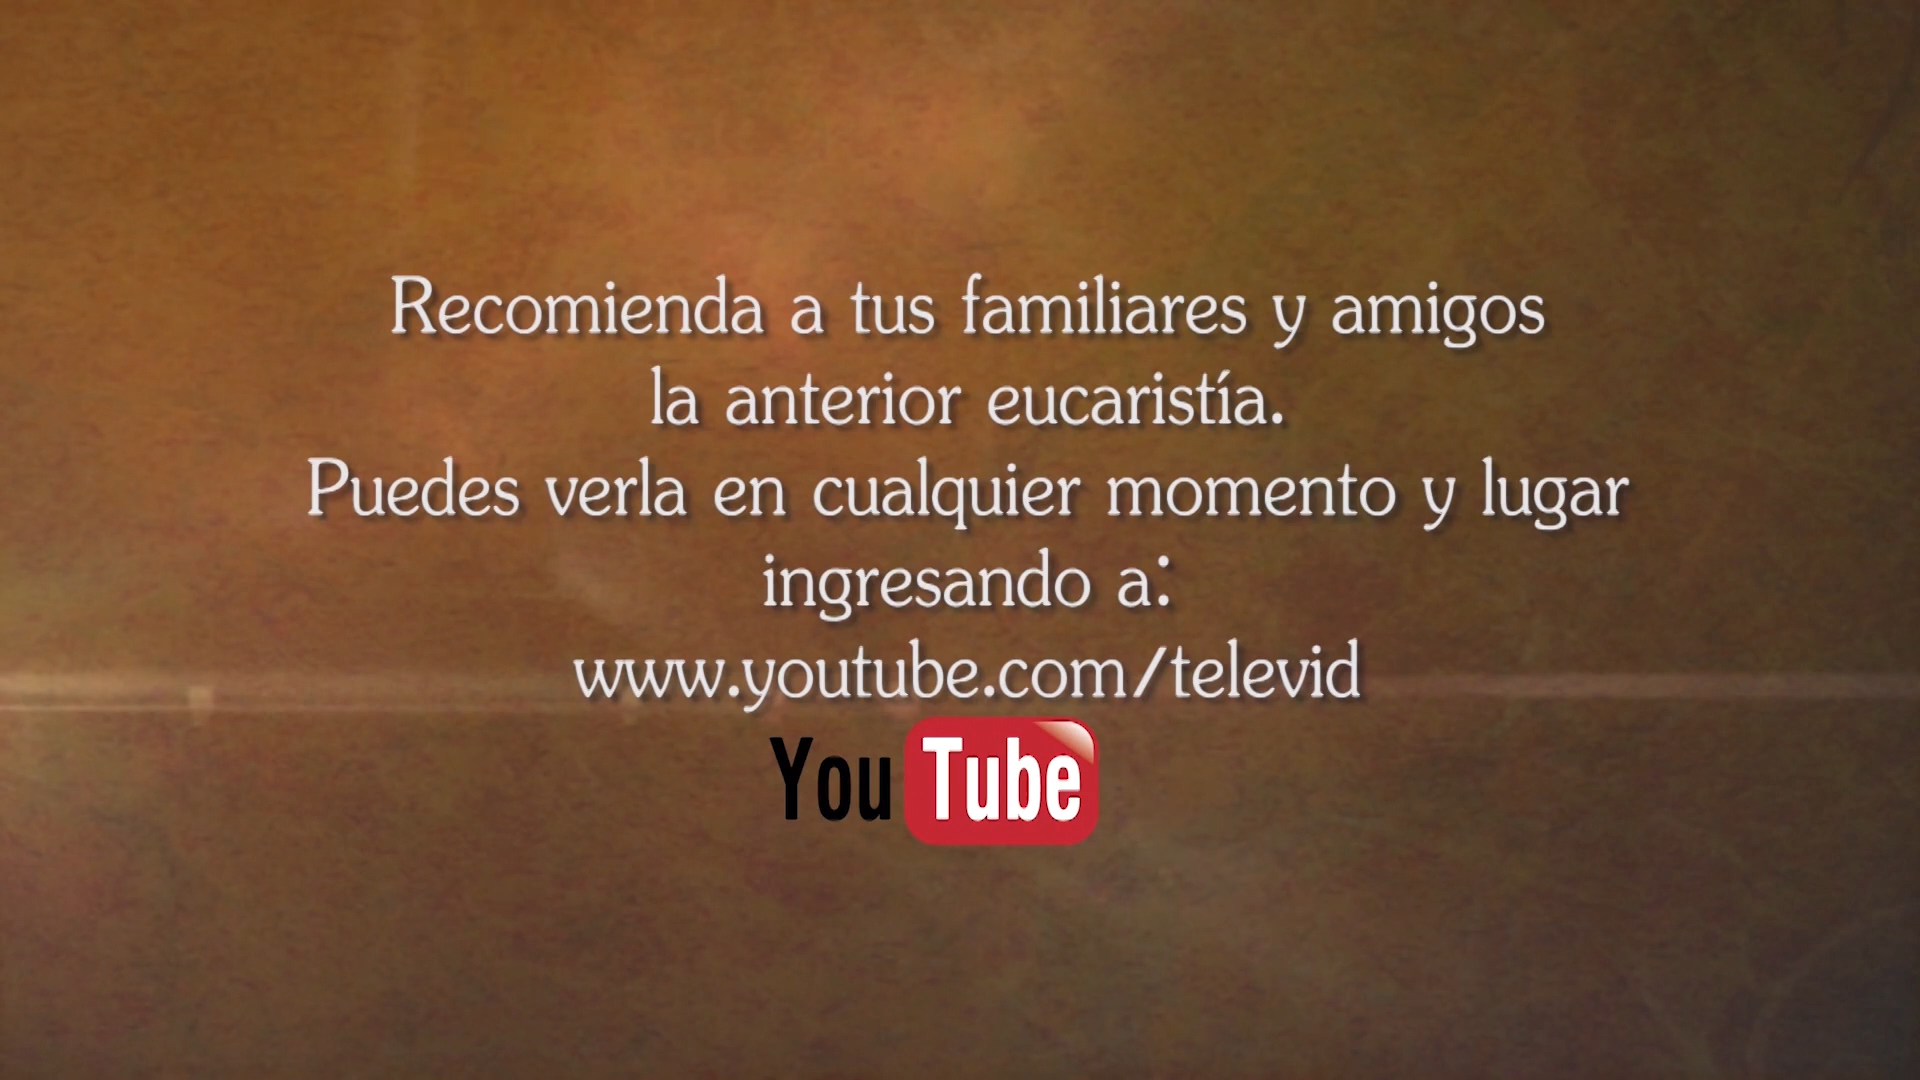 Recomienda a tus familiares y amigos
la anterior eucaristía.
Puedes verla en cualquier momento y lugar
ingresando a:
www.youtube.com/televid
YouTube